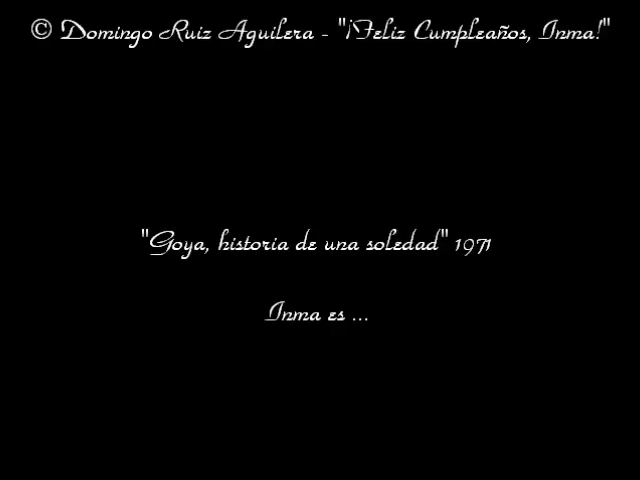 © Domingo Ruiz Aguilera - "¡Feliz Cumpleaños, Inma!"
"Goya, historia de una soledad" 1971
Inma es ...